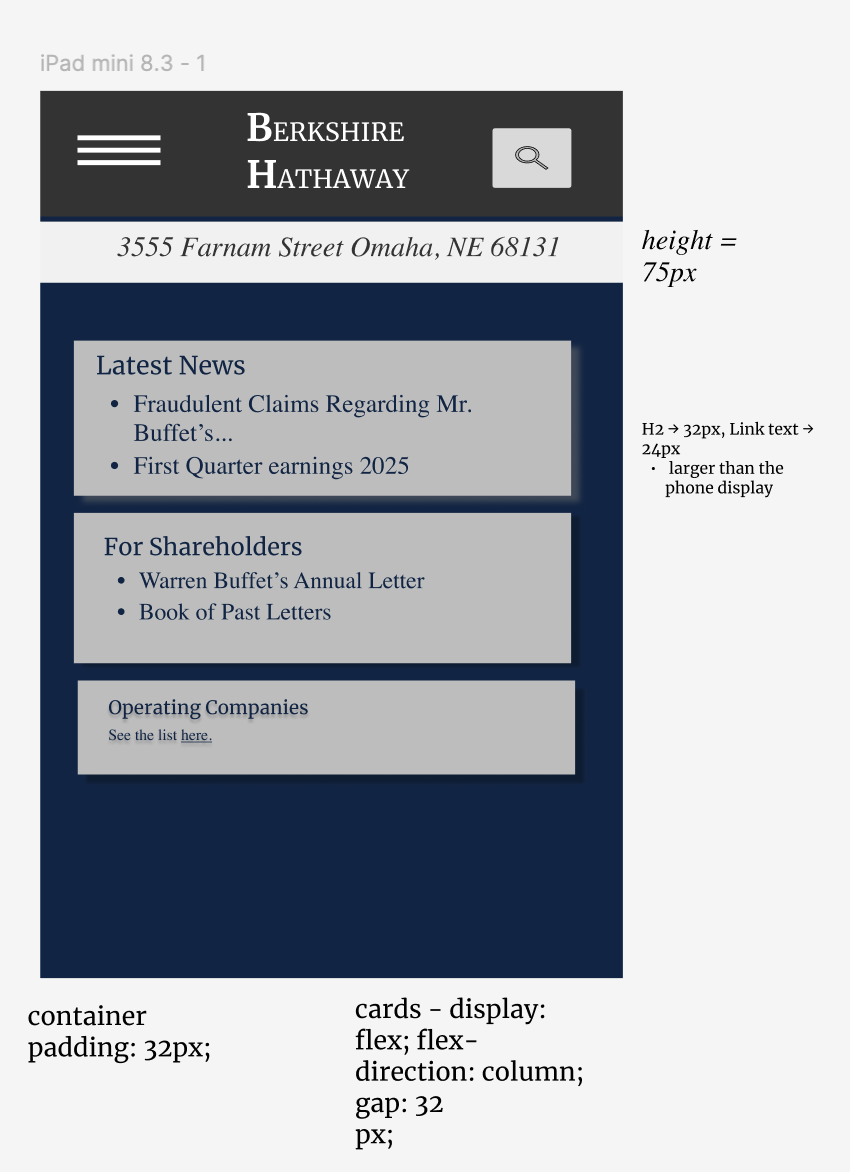 iPad mini 8.3 - 1
BERKSHIRE
HATHAWAY
3555 Farnam Street Omaha, NE 68131
height =
75px
Latest News
• Fraudulent Claims Regarding Mr.
Buffet’s...
• First Quarter earnings 2025
H2 → 32px, Link text →
24px
• larger than the
phone display
For Shareholders
• Warren Buffet’s Annual Letter
• Book of Past Letters
Operating Companies
See the list here.
container
padding: 32px;
cards - display:
flex; flex-
direction: column;
gap: 32
px;